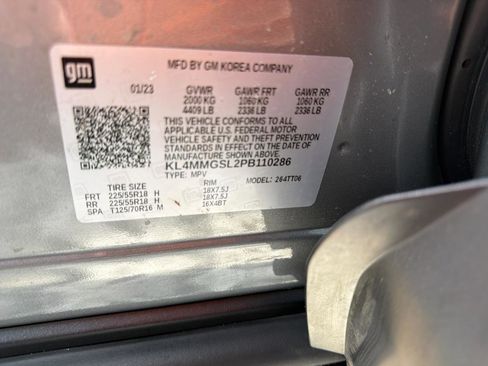 gm
MFD BY GM KOREA COMPANY
01/23 GVWR GAWR FRT GAWR RR
2000 KG 1060 KG 1060 KG
4409 LB 2336 LB 2336 LB
THIS VEHICLE CONFORMS TO ALL
APPLICABLE U.S. FEDERAL MOTOR
VEHICLE SAFETY AND THEFT PREVENTION
STANDARDS IN EFFECT ON THE DATE OF
MANUFACTURE SHOWN ABOVE.
KL4MMGSL2PB110286
TYPE: MPV MODEL: 264TT06
TIRE SIZE RIM
FRT 225/55R18 H 18X7.5J
RR 225/55R18 H 18X7.5J
SPA T125/70R16 M 16X4BT